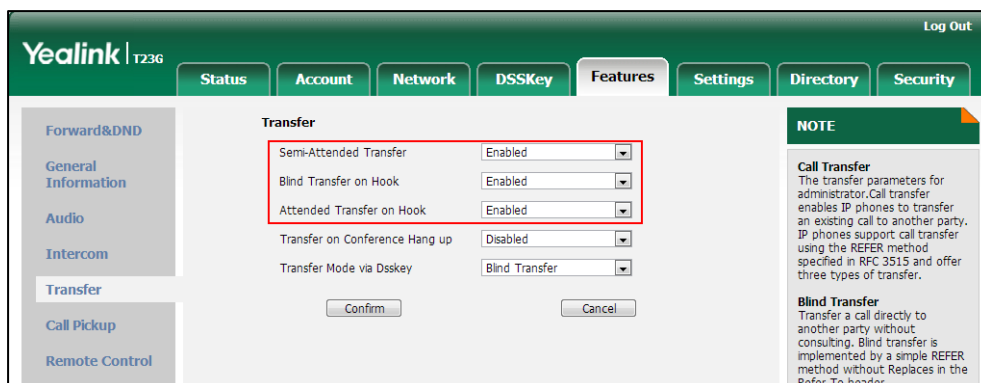 Log Out
Yealink T23G
Status Account Network DSSKey Features Settings Directory Security
Forward&DND
General
Information
Audio
Intercom
Transfer
Call Pickup
Remote Control
Transfer
Semi-Attended Transfer Enabled
Blind Transfer on Hook Enabled
Attended Transfer on Hook Enabled
Transfer on Conference Hang up Disabled
Transfer Mode via Dsskey Blind Transfer
Confirm Cancel
NOTE
Call Transfer
The transfer parameters for
administrator.Call transfer
enables IP phones to transfer
an existing call to another party.
IP phones support call transfer
using the REFER method
specified in RFC 3515 and offer
three types of transfer.
Blind Transfer
Transfer a call directly to
another party without
consulting. Blind transfer is
implemented by a simple REFER
method without Replaces in the
Refer-To header.